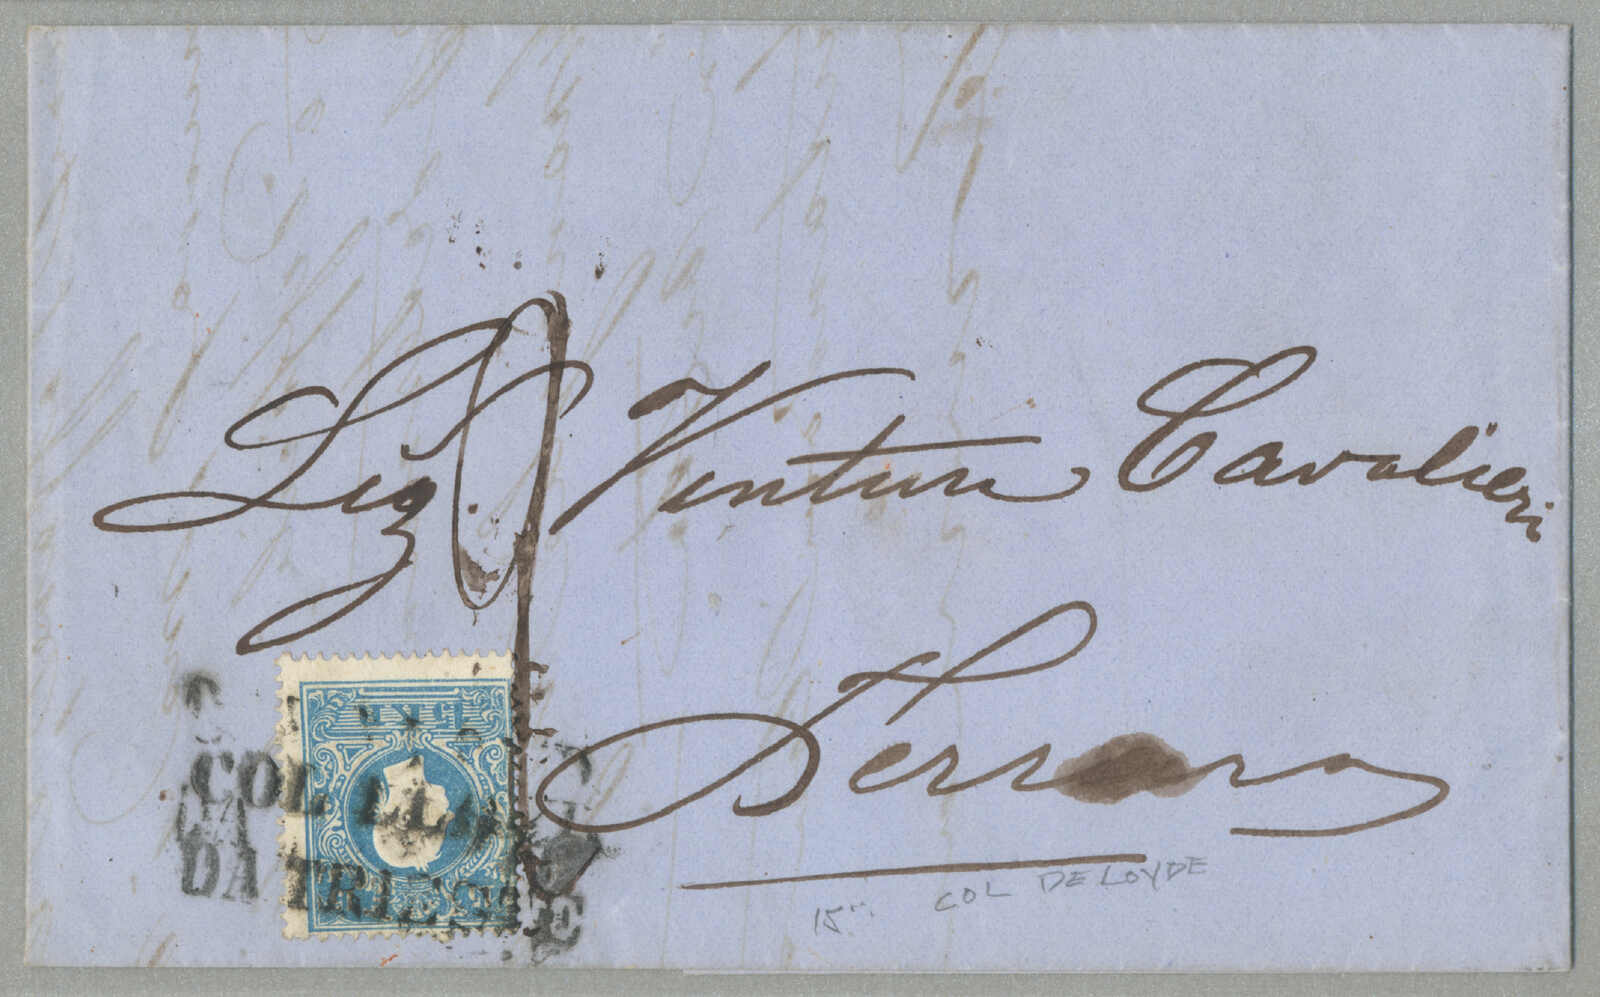 Sig. Ventura Cavalieri
Ferrara
COL LLOYD
DA TRIESTE
15
COL DE LOYDE